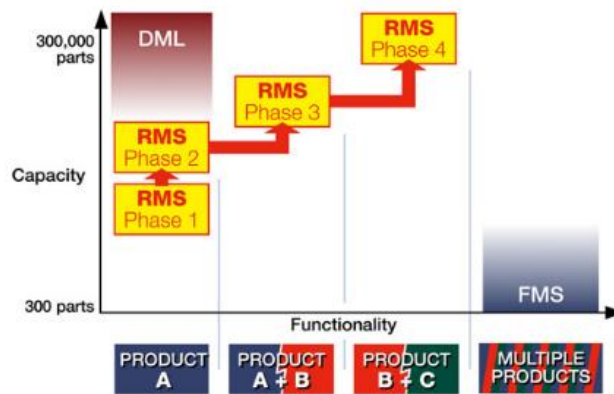 300,000
parts
DML
RMS
Phase 4
RMS
Phase 3
RMS
Phase 2
Capacity
RMS
Phase 1
300 parts
FMS
Functionality
PRODUCT
A
PRODUCT
A + B
PRODUCT
B + C
MULTIPLE
PRODUCTS